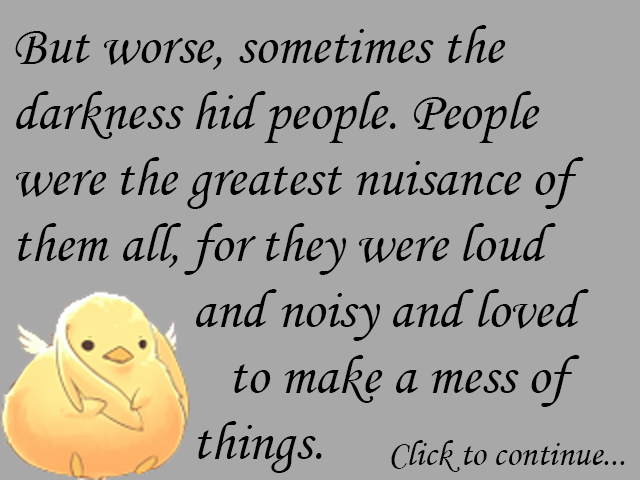 But worse, sometimes the
darkness hid people. People
were the greatest nuisance of
them all, for they were loud
and noisy and loved
to make a mess of
things.
Click to continue...